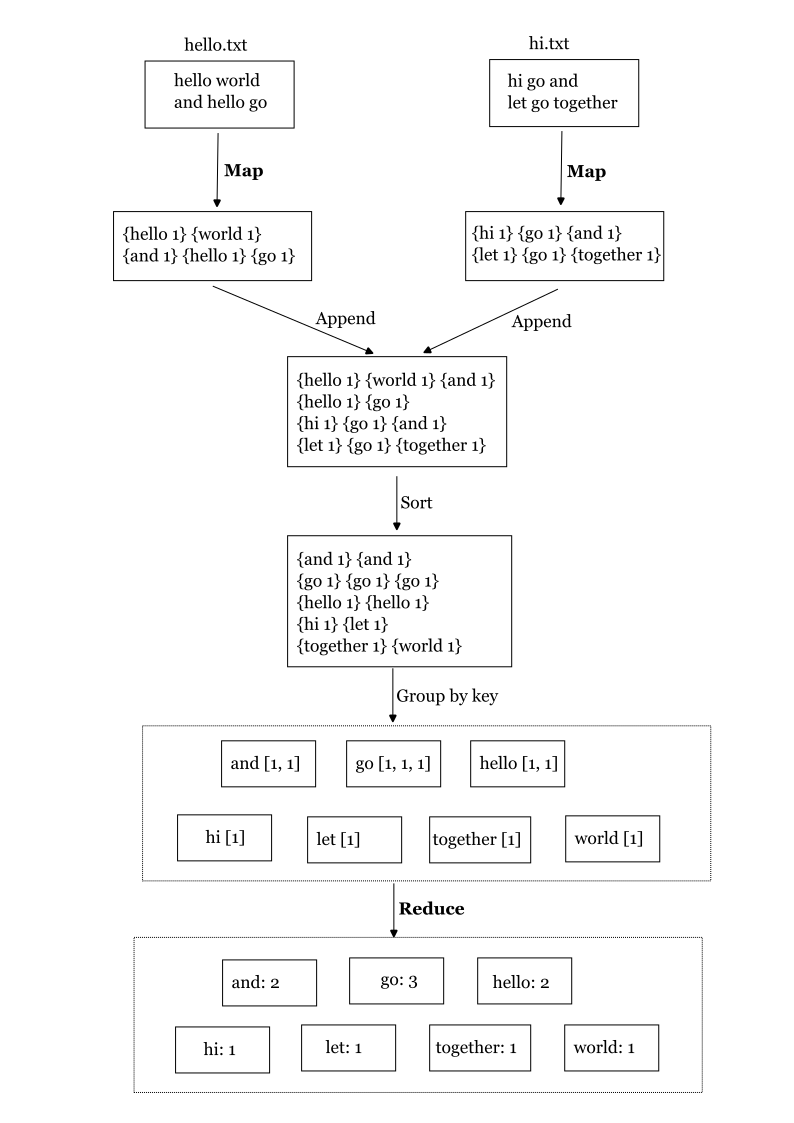 hello.txt
hi.txt
hello world
and hello go
hi go and
let go together
Map
Map
{hello 1} {world 1}
{and 1} {hello 1} {go 1}
{hi 1} {go 1} {and 1}
{let 1} {go 1} {together 1}
Append
Append
{hello 1} {world 1} {and 1}
{hello 1} {go 1}
{hi 1} {go 1} {and 1}
{let 1} {go 1} {together 1}
Sort
{and 1} {and 1}
{go 1} {go 1} {go 1}
{hello 1} {hello 1}
{hi 1} {let 1}
{together 1} {world 1}
Group by key
and [1, 1]
go [1, 1, 1]
hello [1, 1]
hi [1]
let [1]
together [1]
world [1]
Reduce
and: 2
go: 3
hello: 2
hi: 1
let: 1
together: 1
world: 1